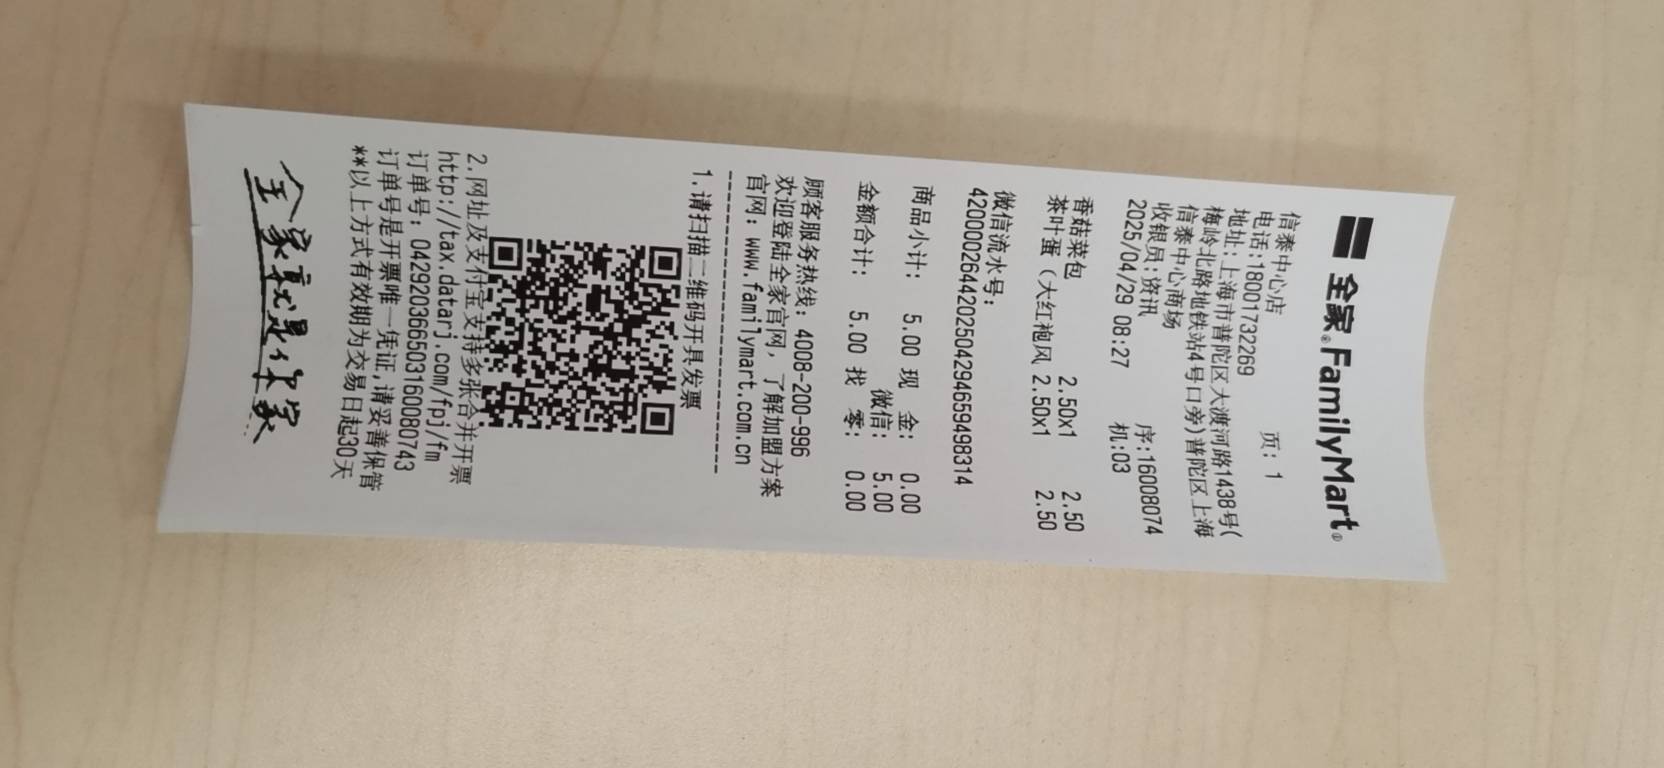 全家®FamilyMart®
信泰中心店 页: 1
电话:18001732269
地址:上海市普陀区大渡河路1438号(
梅岭北路地铁站4号口旁)普陀区上海
信泰中心商场
收银员:资讯 序:16008074
2025/04/29 08:27 机:03
香菇菜包 2.50x1 2.50
茶叶蛋（大红袍风 2.50x1 2.50
微信流水号:
4200002644202504294659498314
商品小计: 5.00 现 金: 0.00
微信: 5.00
金额合计: 5.00 找 零: 0.00
顾客服务热线: 4008-200-996
欢迎登陆全家官网,了解加盟方案
官网: www.familymart.com.cn
--------------------------------
1.请扫描二维码开具发票
2.网址及支付宝支持多张合并开票
http://tax.datarj.com/fpj/fm
订单号: 042920366503160080743
订单号是开票唯一凭证,请妥善保管
**以上方式有效期为交易日起30天
全家就是你家